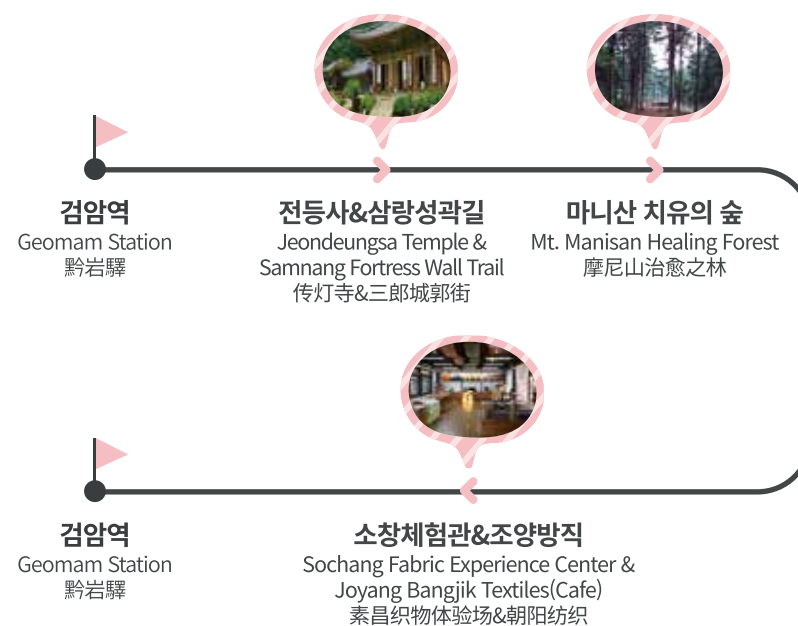 검암역
Geomam Station
黔岩驛
전등사&삼랑성곽길
Jeondeungsa Temple &
Samnang Fortress Wall Trail
传灯寺&三郎城郭街
마니산 치유의 숲
Mt. Manisan Healing Forest
摩尼山治愈之林
검암역
Geomam Station
黔岩驛
소창체험관&조양방직
Sochang Fabric Experience Center &
Joyang Bangjik Textiles(Cafe)
素昌织物体验场&朝阳纺织